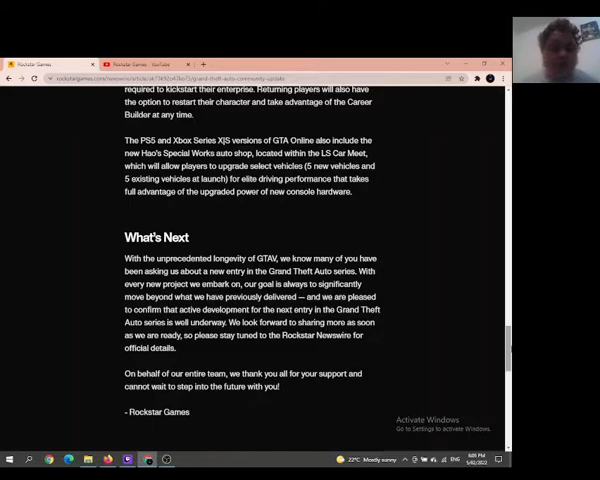 Rockstar Games
Rockstar Games - YouTube
required to kickstart their enterprise. Returning players will also have
the option to restart their character and take advantage of the Career
Builder at any time.
The PS5 and Xbox Series X|S versions of GTA Online also include the
new Hao's Special Works auto shop, located within the LS Car Meet,
which will allow players to upgrade select vehicles (5 new vehicles and
5 existing vehicles at launch) for elite driving performance that takes
full advantage of the upgraded power of new console hardware.
What's Next
With the unprecedented longevity of GTAV, we know many of you have
been asking us about a new entry in the Grand Theft Auto series. With
every new project we embark on, our goal is always to significantly
move beyond what we have previously delivered — and we are pleased
to confirm that active development for the next entry in the Grand Theft
Auto series is well underway. We look forward to sharing more as soon
as we are ready, so please stay tuned to the Rockstar Newswire for
official details.
On behalf of our entire team, we thank you all for your support and
cannot wait to step into the future with you!
- Rockstar Games
Activate Windows
Go to Settings to activate Windows.
22°C Mostly sunny
ENG
6:05 PM
5/02/2022